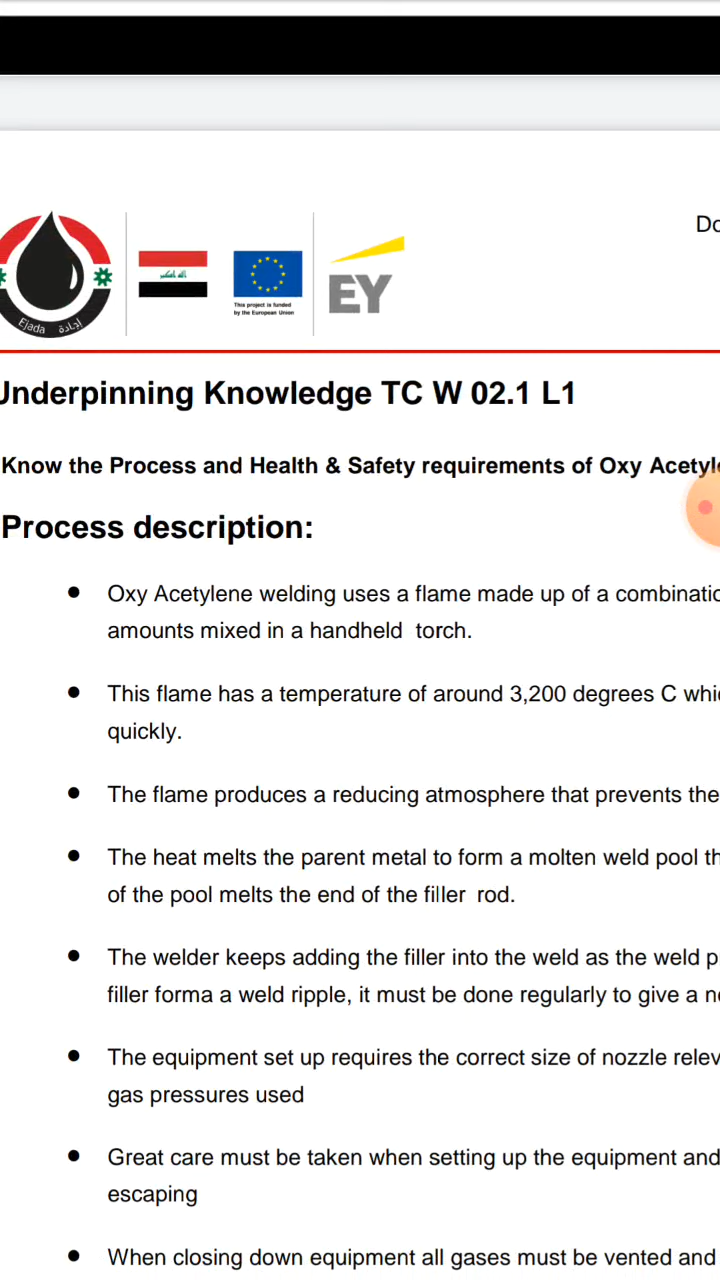 Do
Ejada إجادة
الله اكبر
This project is funded
by the European Union
EY
Underpinning Knowledge TC W 02.1 L1
Know the Process and Health & Safety requirements of Oxy Acetyle
Process description:
● Oxy Acetylene welding uses a flame made up of a combinatio
amounts mixed in a handheld torch.
● This flame has a temperature of around 3,200 degrees C whi
quickly.
● The flame produces a reducing atmosphere that prevents the
● The heat melts the parent metal to form a molten weld pool th
of the pool melts the end of the filler rod.
● The welder keeps adding the filler into the weld as the weld p
filler forma a weld ripple, it must be done regularly to give a n
● The equipment set up requires the correct size of nozzle relev
gas pressures used
● Great care must be taken when setting up the equipment and
escaping
● When closing down equipment all gases must be vented and